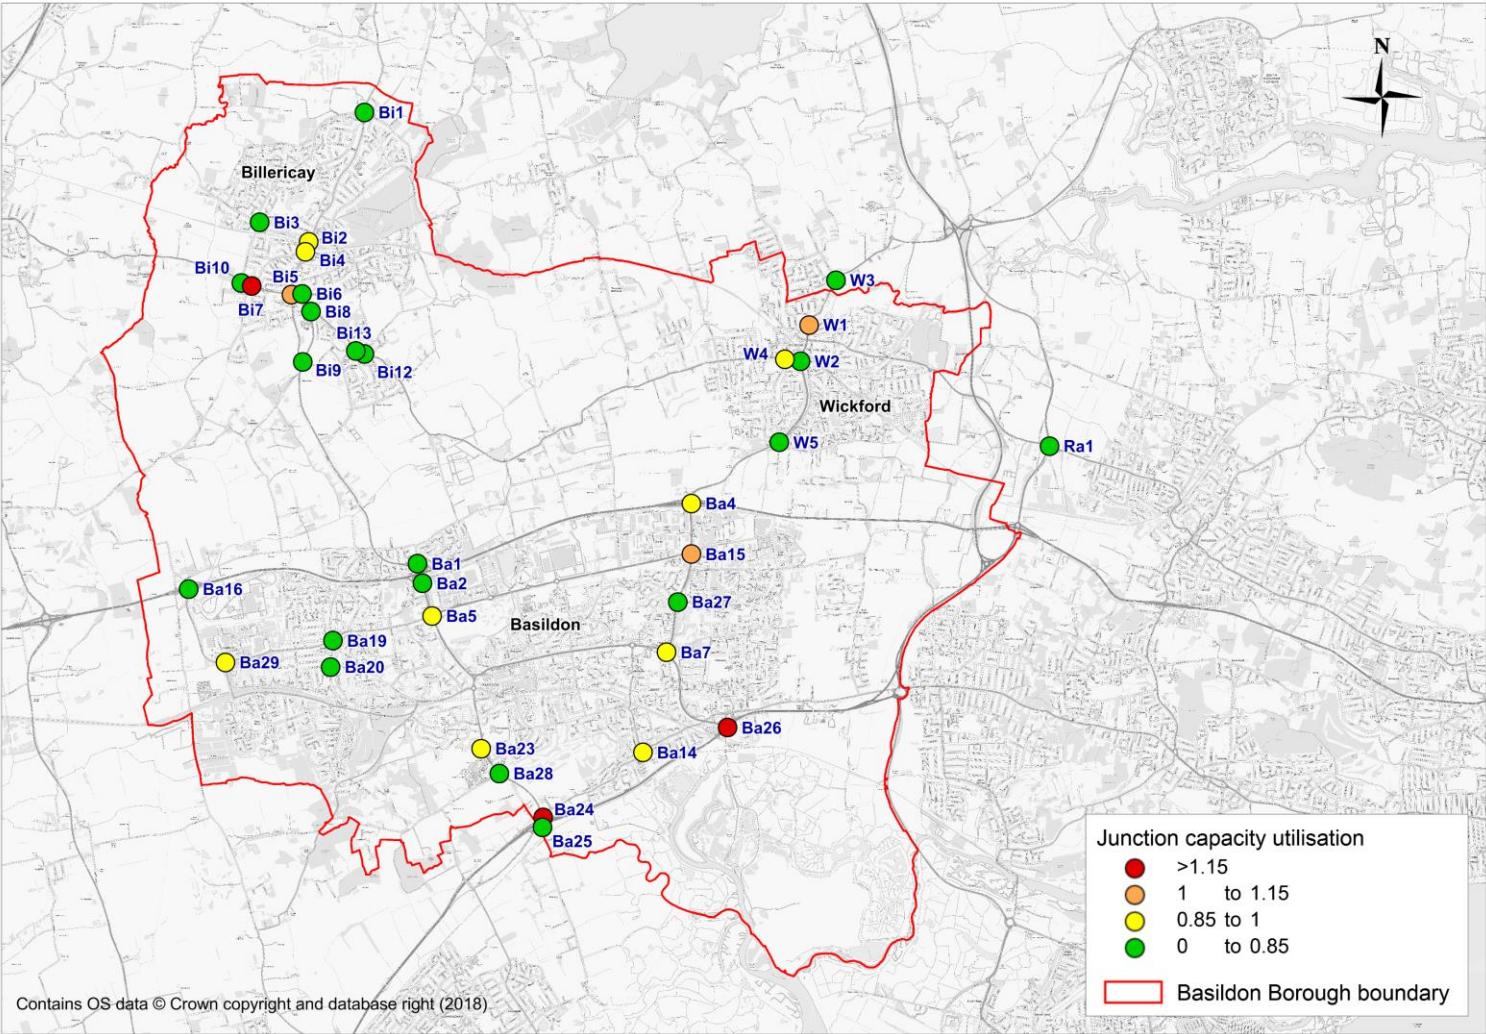 N
Bi1
Billericay
Bi3
Bi2
Bi4
Bi10
Bi5
Bi6
Bi7
Bi8
Bi13
Bi9
Bi12
W3
W1
W4
W2
Wickford
W5
Ra1
Ba4
Ba15
Ba1
Ba2
Ba16
Ba27
Ba5
Basildon
Ba19
Ba7
Ba29
Ba20
Ba26
Ba23
Ba14
Ba28
Ba24
Ba25
Junction capacity utilisation
>1.15
1 to 1.15
0.85 to 1
0 to 0.85
Basildon Borough boundary
Contains OS data © Crown copyright and database right (2018)